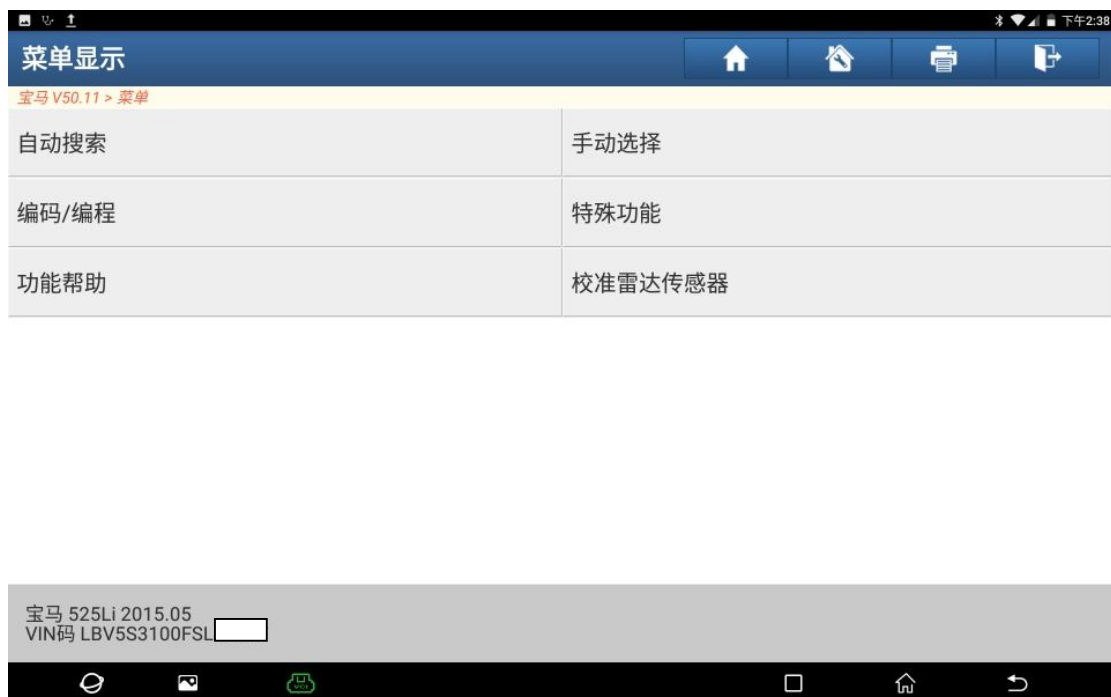 下午2:38
菜单显示
宝马 V50.11 > 菜单
自动搜索
手动选择
编码/编程
特殊功能
功能帮助
校准雷达传感器
宝马 525Li 2015.05
VIN码 LBV5S3100FSL
VCI